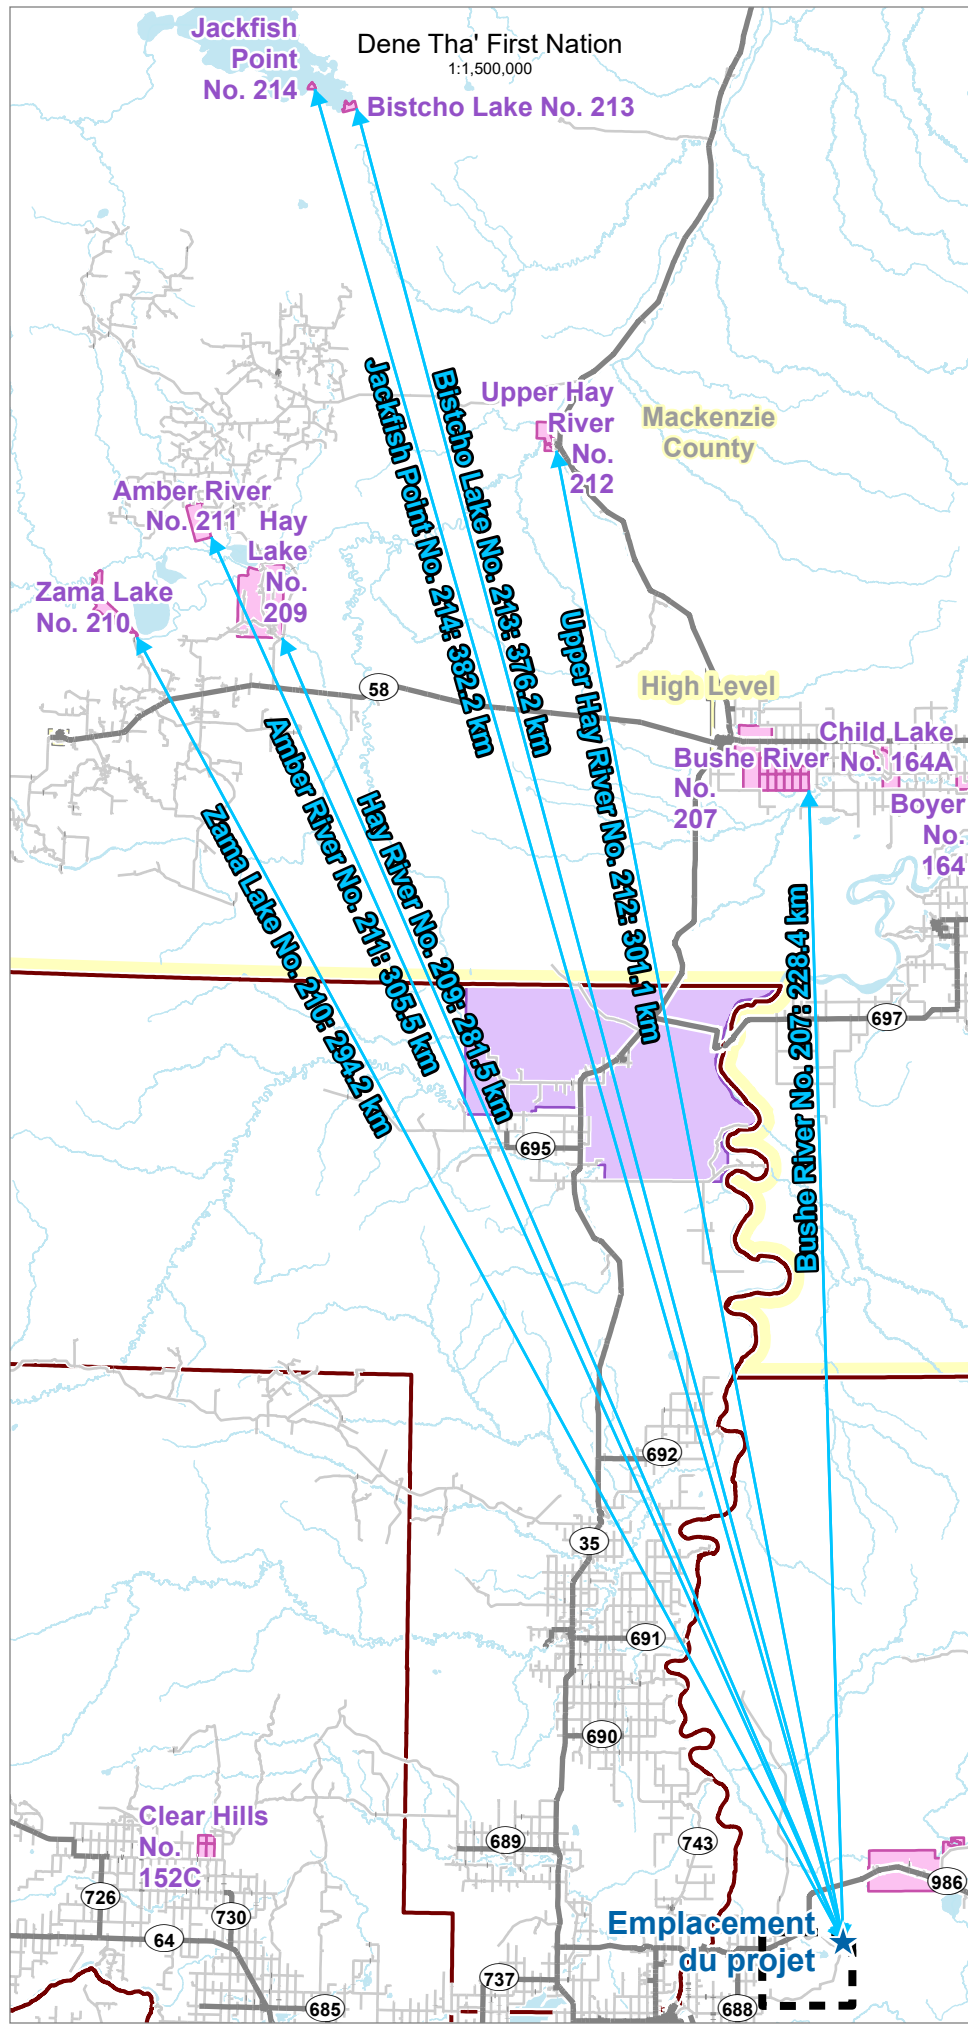 Dene Tha' First Nation
1:1,500,000
Jackfish
Point
No. 214
Bistcho Lake No. 213
Upper Hay
River
No.
212
Mackenzie
County
Amber River
No. 211
Hay
Lake
No.
209
Zama Lake
No. 210
Jackfish Point No. 214: 382.2 km
Bistcho Lake No. 213: 376.2 km
Upper Hay River No. 212: 301.1 km
58
High Level
Child Lake
No. 164A
Bushe River
No.
207
Boyer
No.
164
Zama Lake No. 210: 294.2 km
Amber River No. 211: 305.5 km
Hay River No. 209: 281.5 km
Bushe River No. 207: 228.4 km
697
695
692
35
691
690
Clear Hills
No.
152C
689
743
986
726
730
64
Emplacement
du projet
737
685
688